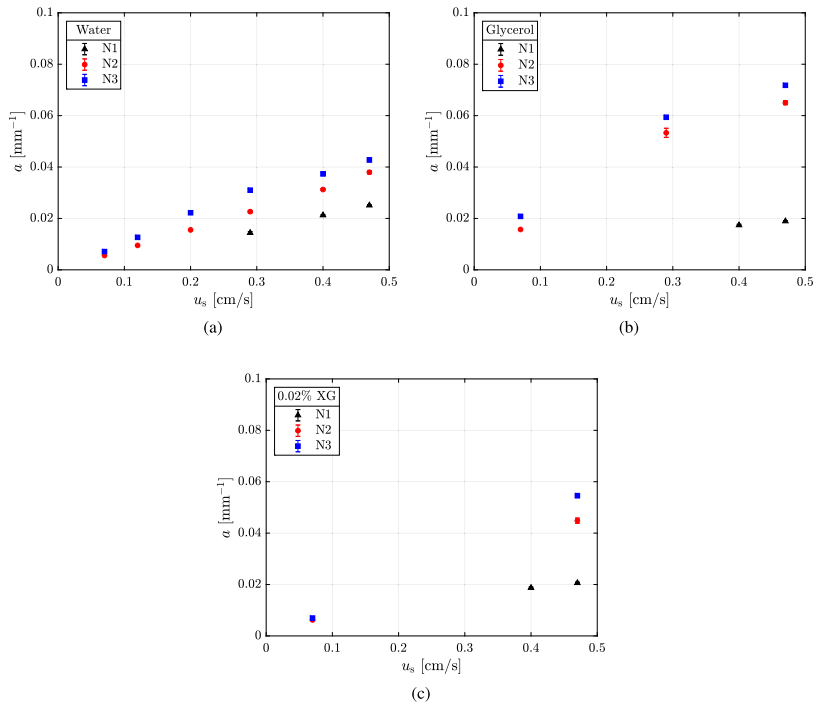 0.1
0.08
0.06
0.04
0.02
0
a [mm⁻¹]
Water
N1
N2
N3
0 0.1 0.2 0.3 0.4 0.5
uₛ [cm/s]
(a)
0.1
0.08
0.06
0.04
0.02
0
a [mm⁻¹]
Glycerol
N1
N2
N3
0 0.1 0.2 0.3 0.4 0.5
uₛ [cm/s]
(b)
0.1
0.08
0.06
0.04
0.02
0
a [mm⁻¹]
0.02% XG
N1
N2
N3
0 0.1 0.2 0.3 0.4 0.5
uₛ [cm/s]
(c)